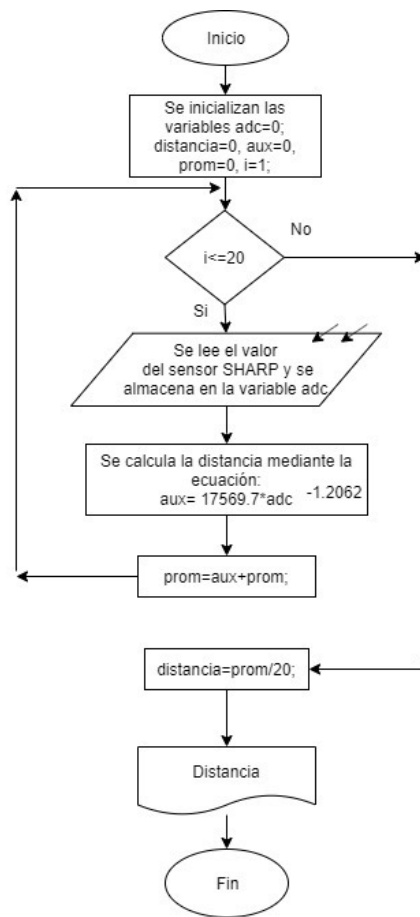 Inicio
Se inicializan las
variables adc=0;
distancia=0, aux=0,
prom=0, i=1;
No
i<=20
Si
Se lee el valor
del sensor SHARP y se
almacena en la variable adc
Se calcula la distancia mediante la
ecuación:
aux= 17569.7*adc -1.2062
prom=aux+prom;
distancia=prom/20;
Distancia
Fin